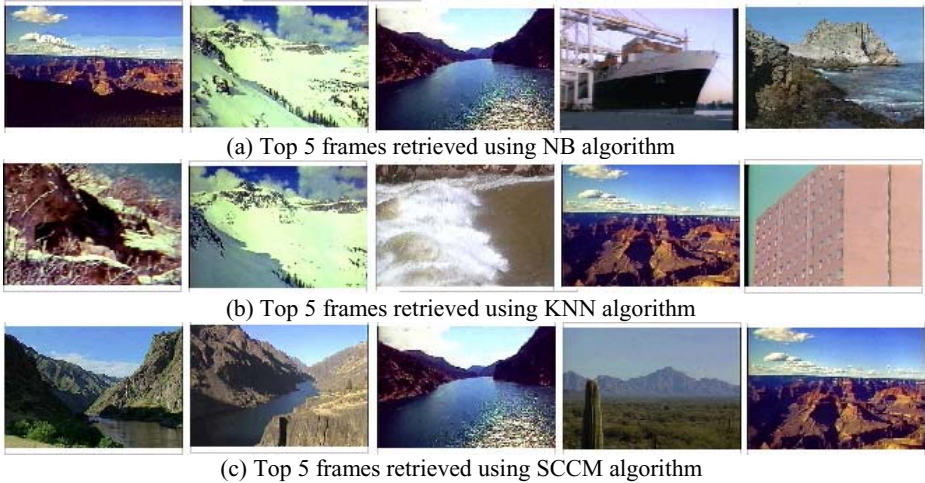 (a) Top 5 frames retrieved using NB algorithm
(b) Top 5 frames retrieved using KNN algorithm
(c) Top 5 frames retrieved using SCCM algorithm